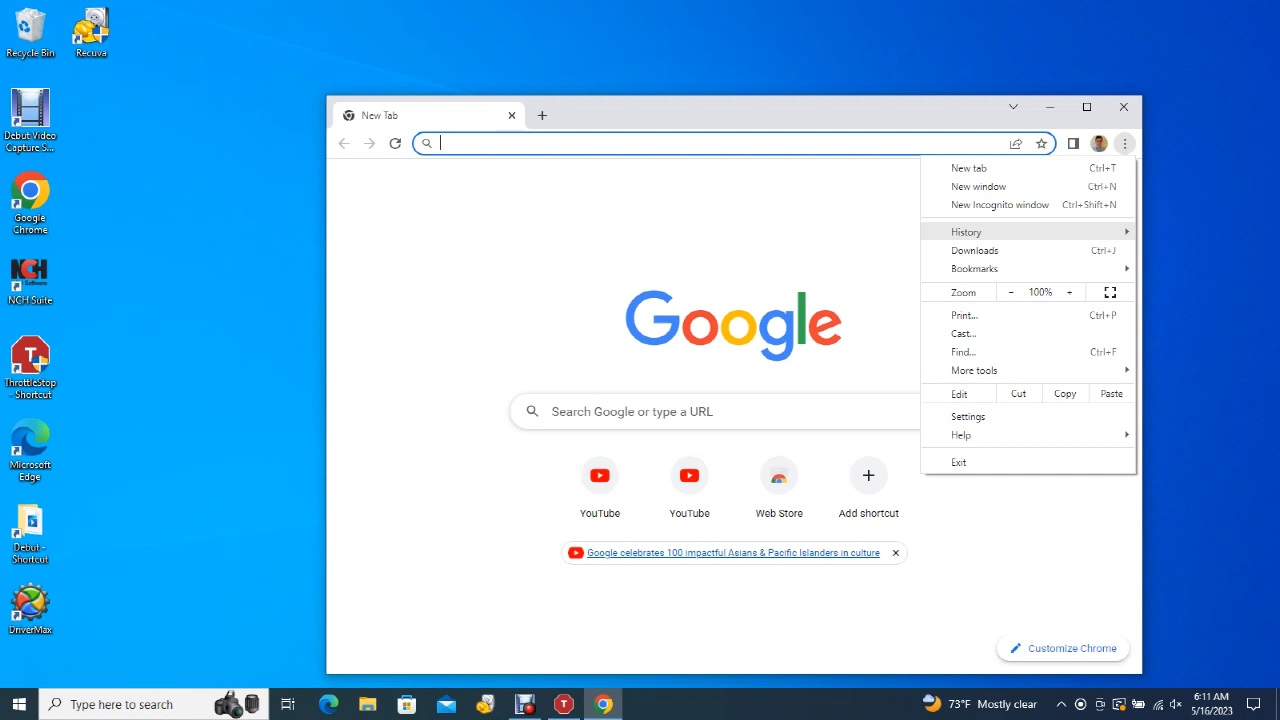 Recycle Bin
Recuva
Debut Video
Capture S...
Google
Chrome
NCH
Software
NCH Suite
T
ThrottleStop
- Shortcut
Microsoft
Edge
Debut -
Shortcut
DriverMax
New Tab
New tab Ctrl+T
New window Ctrl+N
New Incognito window Ctrl+Shift+N
History
Downloads Ctrl+J
Bookmarks
Zoom - 100% +
Print... Ctrl+P
Cast...
Find... Ctrl+F
More tools
Edit Cut Copy Paste
Settings
Help
Exit
Google
Search Google or type a URL
YouTube YouTube Web Store Add shortcut
Google celebrates 100 impactful Asians & Pacific Islanders in culture
Customize Chrome
Type here to search
T
73°F Mostly clear
6:11 AM
5/16/2023